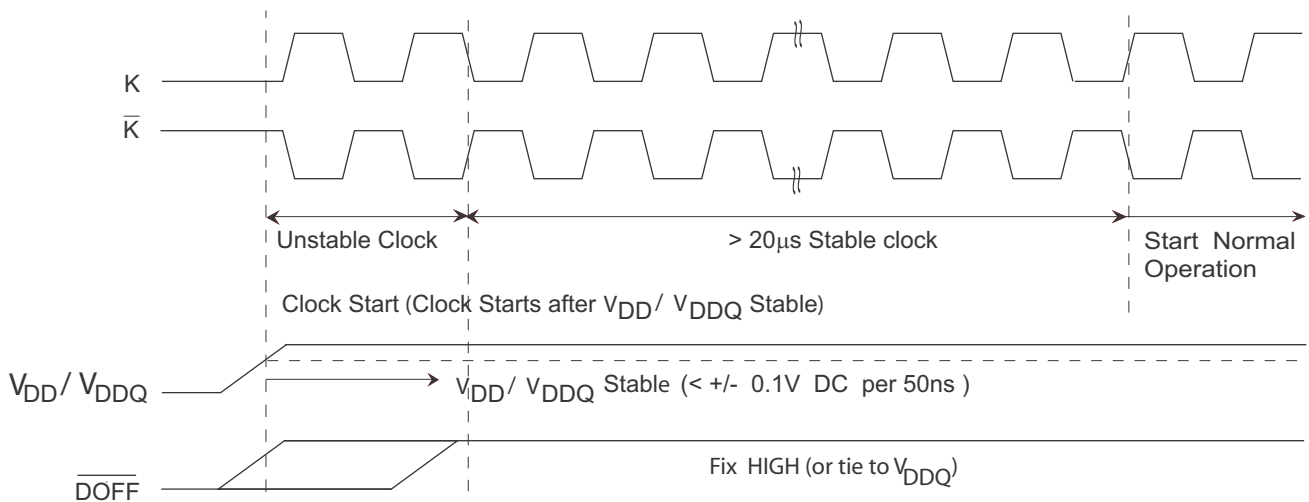 K
K̅
Unstable Clock
> 20μs Stable clock
Start Normal
Operation
Clock Start (Clock Starts after VDD / VDDQ Stable)
VDD / VDDQ
VDD / VDDQ Stable (< +/- 0.1V DC per 50ns )
DOFF
Fix HIGH (or tie to VDDQ)